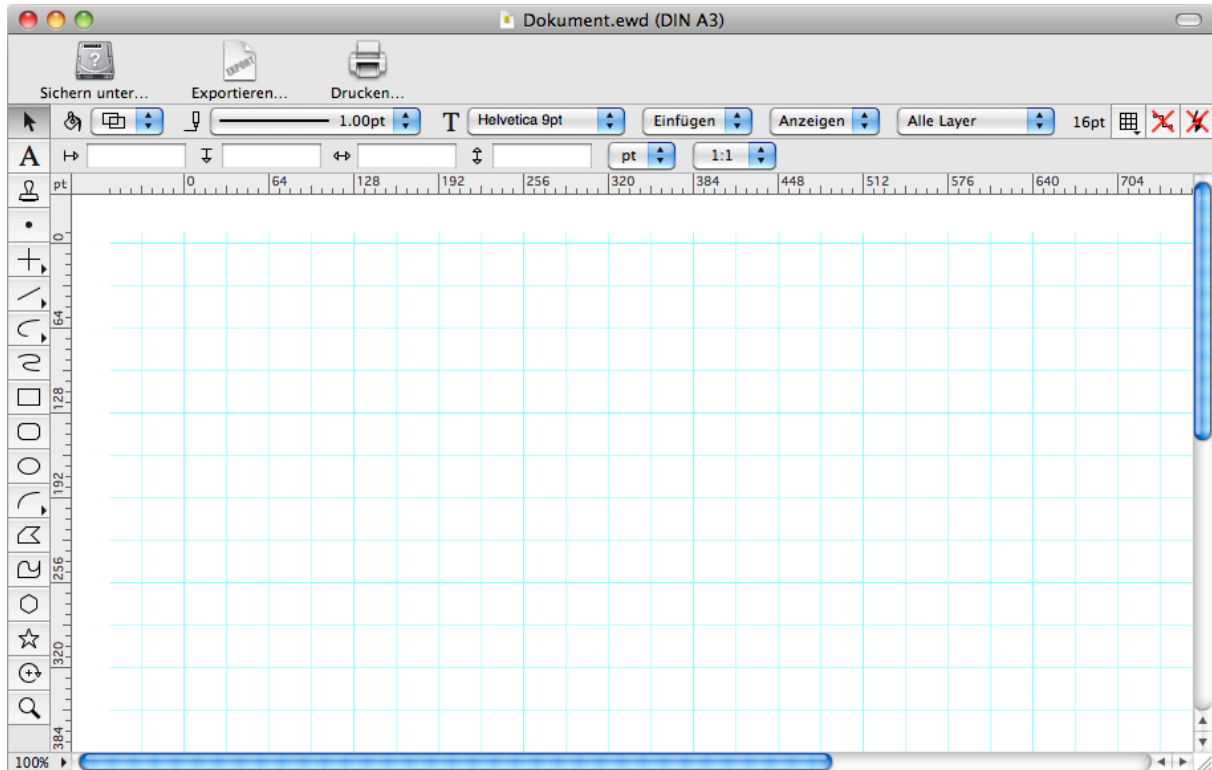 Dokument.ewd (DIN A3)
EXPORT
Sichern unter... Exportieren... Drucken...
1.00pt T Helvetica 9pt Einfügen Anzeigen Alle Layer 16pt
A pt 1:1
pt 0 64 128 192 256 320 384 448 512 576 640 704
0
64
128
192
256
320
384
100%